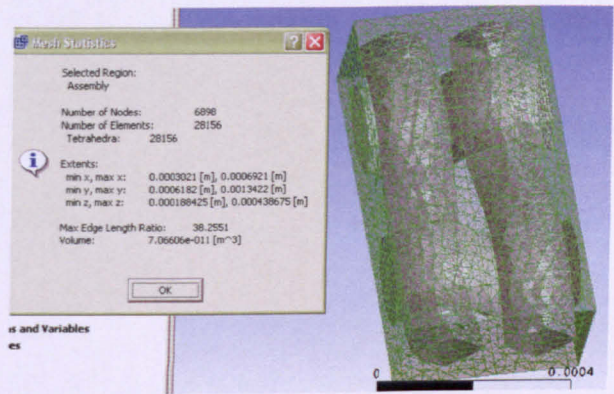 Mesh Statistics
Selected Region:
Assembly
Number of Nodes: 6898
Number of Elements: 28156
Tetrahedra: 28156
Extents:
min x, max x: 0.0003021 [m], 0.0006921 [m]
min y, max y: 0.0006182 [m], 0.0013422 [m]
min z, max z: 0.000188425 [m], 0.000438675 [m]
Max Edge Length Ratio: 38.2551
Volume: 7.06606e-011 [m^3]
OK
s and Variables
es
0 0.0004